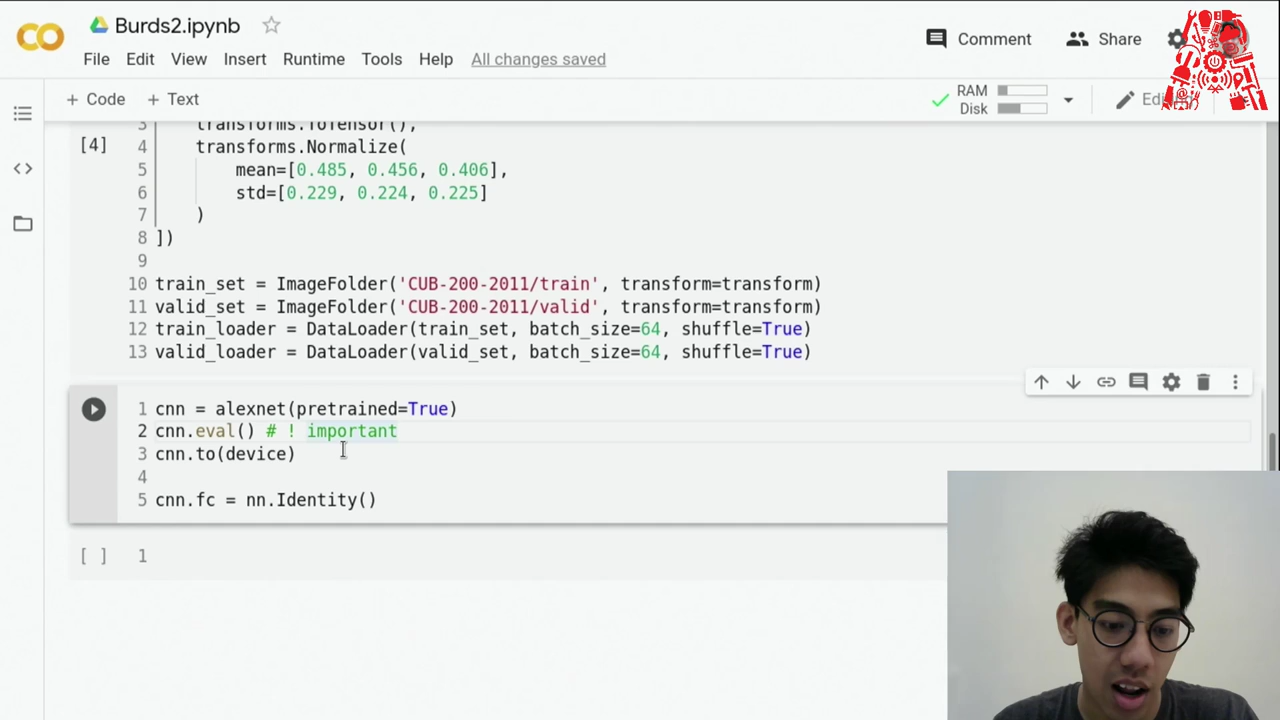 CO Burds2.ipynb
Comment Share
File Edit View Insert Runtime Tools Help All changes saved
+ Code + Text
RAM
Disk
3 transforms.ToTensor(),
[4] 4 transforms.Normalize(
5 mean=[0.485, 0.456, 0.406],
6 std=[0.229, 0.224, 0.225]
7 )
8 ])
9
10 train_set = ImageFolder('CUB-200-2011/train', transform=transform)
11 valid_set = ImageFolder('CUB-200-2011/valid', transform=transform)
12 train_loader = DataLoader(train_set, batch_size=64, shuffle=True)
13 valid_loader = DataLoader(valid_set, batch_size=64, shuffle=True)
1 cnn = alexnet(pretrained=True)
2 cnn.eval() # ! important
3 cnn.to(device)
4
5 cnn.fc = nn.Identity()
[ ] 1